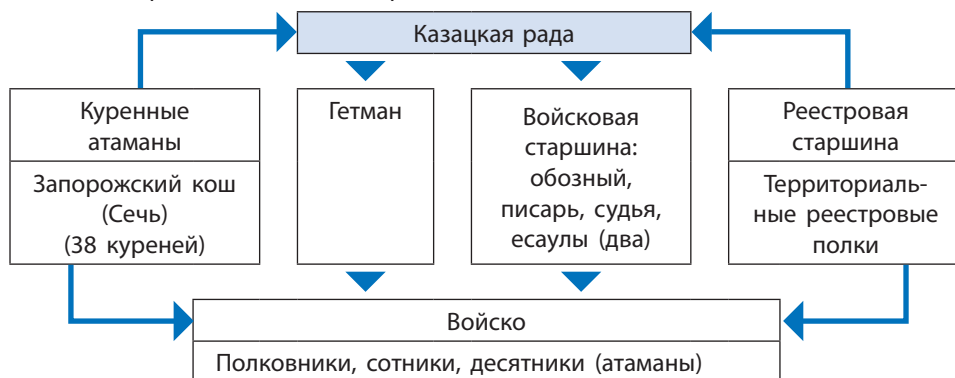 Казацкая рада
Куренные
атаманы
Запорожский кош
(Сечь)
(38 куреней)
Гетман
Войсковая
старшина:
обозный,
писарь, судья,
есаулы (два)
Реестровая
старшина
Территориаль-
ные реестровые
полки
Войско
Полковники, сотники, десятники (атаманы)